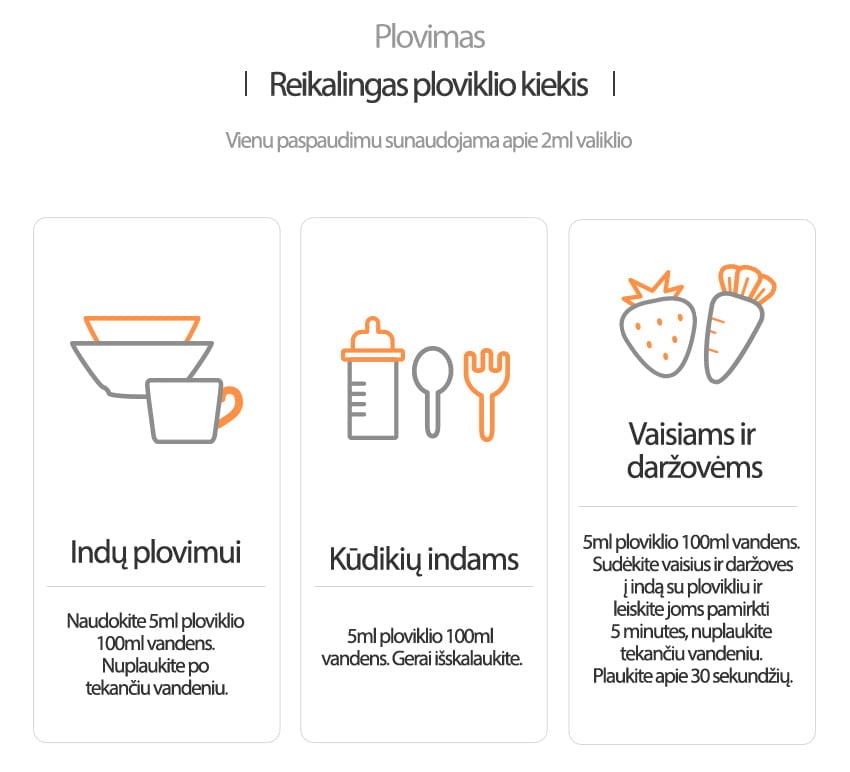 Plovimas
Reikalingas ploviklio kiekis
Vienu paspaudimu sunaudojama apie 2ml valiklio
Indų plovimui
Naudokite 5ml ploviklio
100ml vandens.
Nuplaukite po
tekančiu vandeniu.
Kūdikių indams
5ml ploviklio 100ml
vandens. Gerai išskalaukite.
Vaisiams ir
daržovėms
5ml ploviklio 100ml vandens.
Sudėkite vaisius ir daržoves
į indą su plovikliu ir
leiskite joms pamirkti
5 minutes, nuplaukite
tekančiu vandeniu.
Plaukite apie 30 sekundžių.